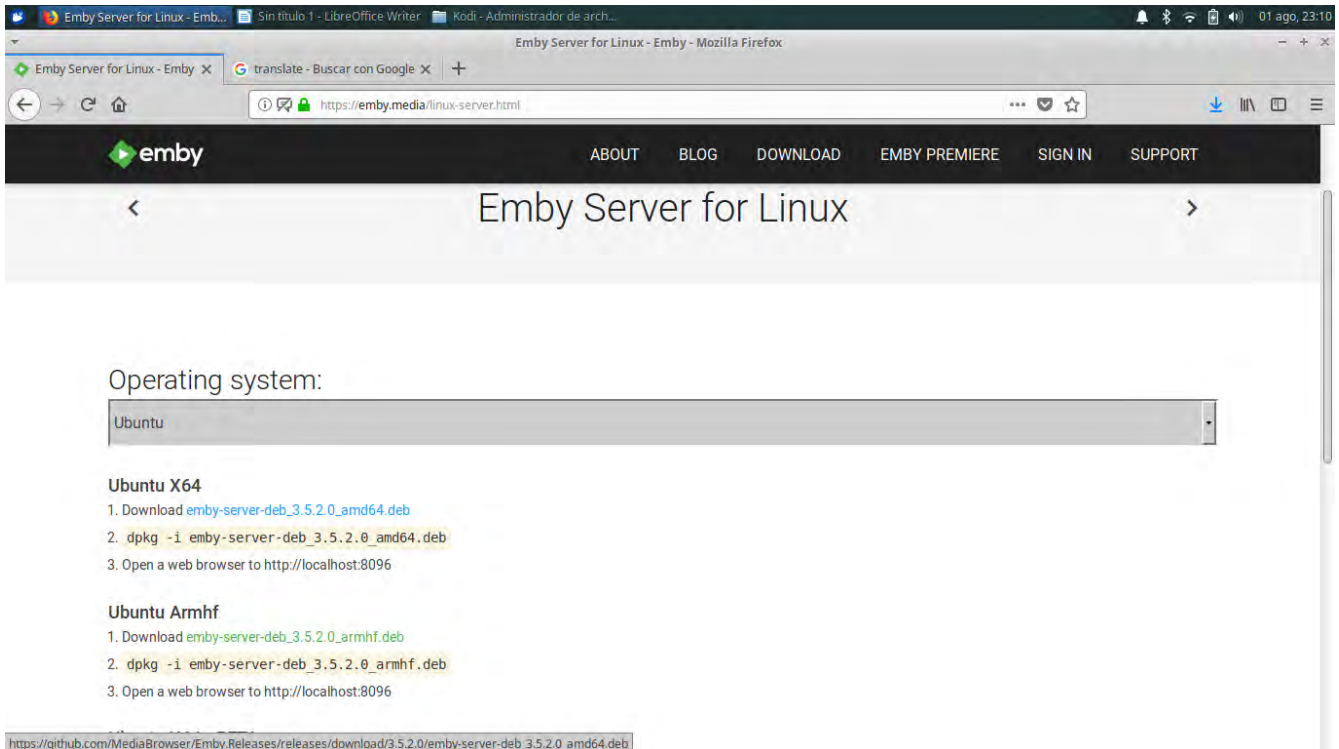 Emby Server for Linux - Emb... Sin título 1 - LibreOffice Writer Kodi - Administrador de arch... 01 ago, 23:10
Emby Server for Linux - Emby - Mozilla Firefox
Emby Server for Linux - Emby translate - Buscar con Google
https://emby.media/linux-server.html
emby ABOUT BLOG DOWNLOAD EMBY PREMIERE SIGN IN SUPPORT
Emby Server for Linux
Operating system:
Ubuntu
Ubuntu X64
1. Download emby-server-deb_3.5.2.0_amd64.deb
2. dpkg -i emby-server-deb_3.5.2.0_amd64.deb
3. Open a web browser to http://localhost:8096
Ubuntu Armhf
1. Download emby-server-deb_3.5.2.0_armhf.deb
2. dpkg -i emby-server-deb_3.5.2.0_armhf.deb
3. Open a web browser to http://localhost:8096
https://github.com/MediaBrowser/Emby.Releases/releases/download/3.5.2.0/emby-server-deb_3.5.2.0_amd64.deb